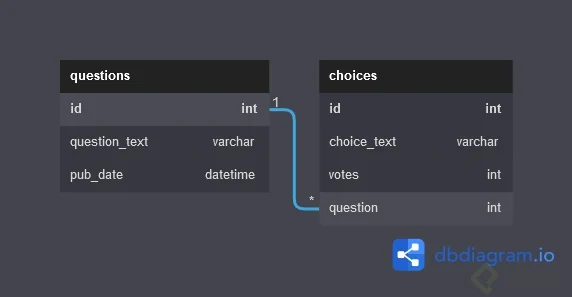 questions
id int
question_text varchar
pub_date datetime
1
*
choices
id int
choice_text varchar
votes int
question int
dbdiagram.io